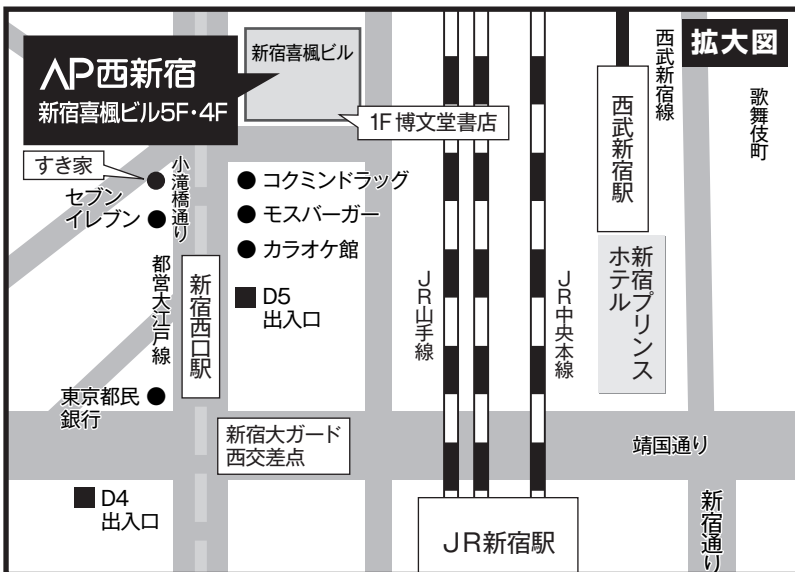 拡大図
AP西新宿
新宿喜楓ビル5F・4F
新宿喜楓ビル
1F 博文堂書店
西武新宿線
歌舞伎町
西武新宿駅
すき家
小滝橋通り
コクミンドラッグ
セブン
イレブン
モスバーガー
カラオケ館
都営大江戸線
新宿西口駅
D5
出入口
JR山手線
JR中央本線
新宿プリンス
ホテル
東京都民
銀行
新宿大ガード
西交差点
靖国通り
D4
出入口
JR新宿駅
新宿通り